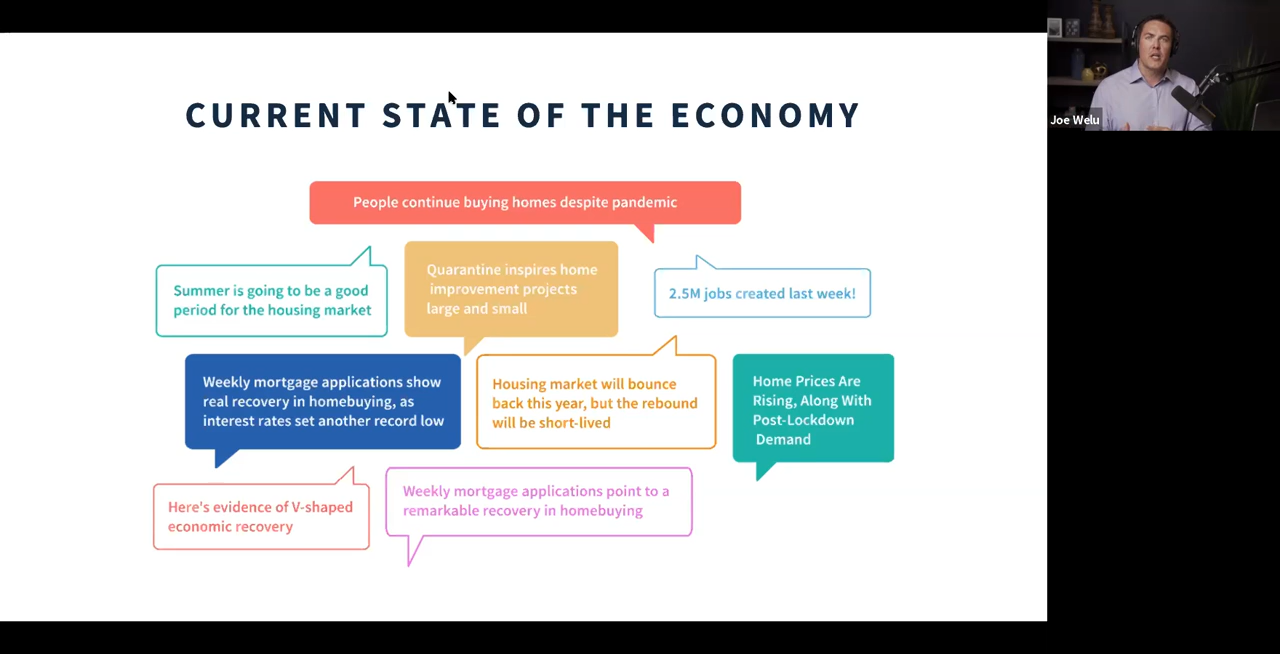 CURRENT STATE OF THE ECONOMY
Joe Welu
People continue buying homes despite pandemic
Summer is going to be a good
period for the housing market
Quarantine inspires home
improvement projects
large and small
2.5M jobs created last week!
Weekly mortgage applications show
real recovery in homebuying, as
interest rates set another record low
Housing market will bounce
back this year, but the rebound
will be short-lived
Home Prices Are
Rising, Along With
Post-Lockdown
Demand
Here's evidence of V-shaped
economic recovery
Weekly mortgage applications point to a
remarkable recovery in homebuying